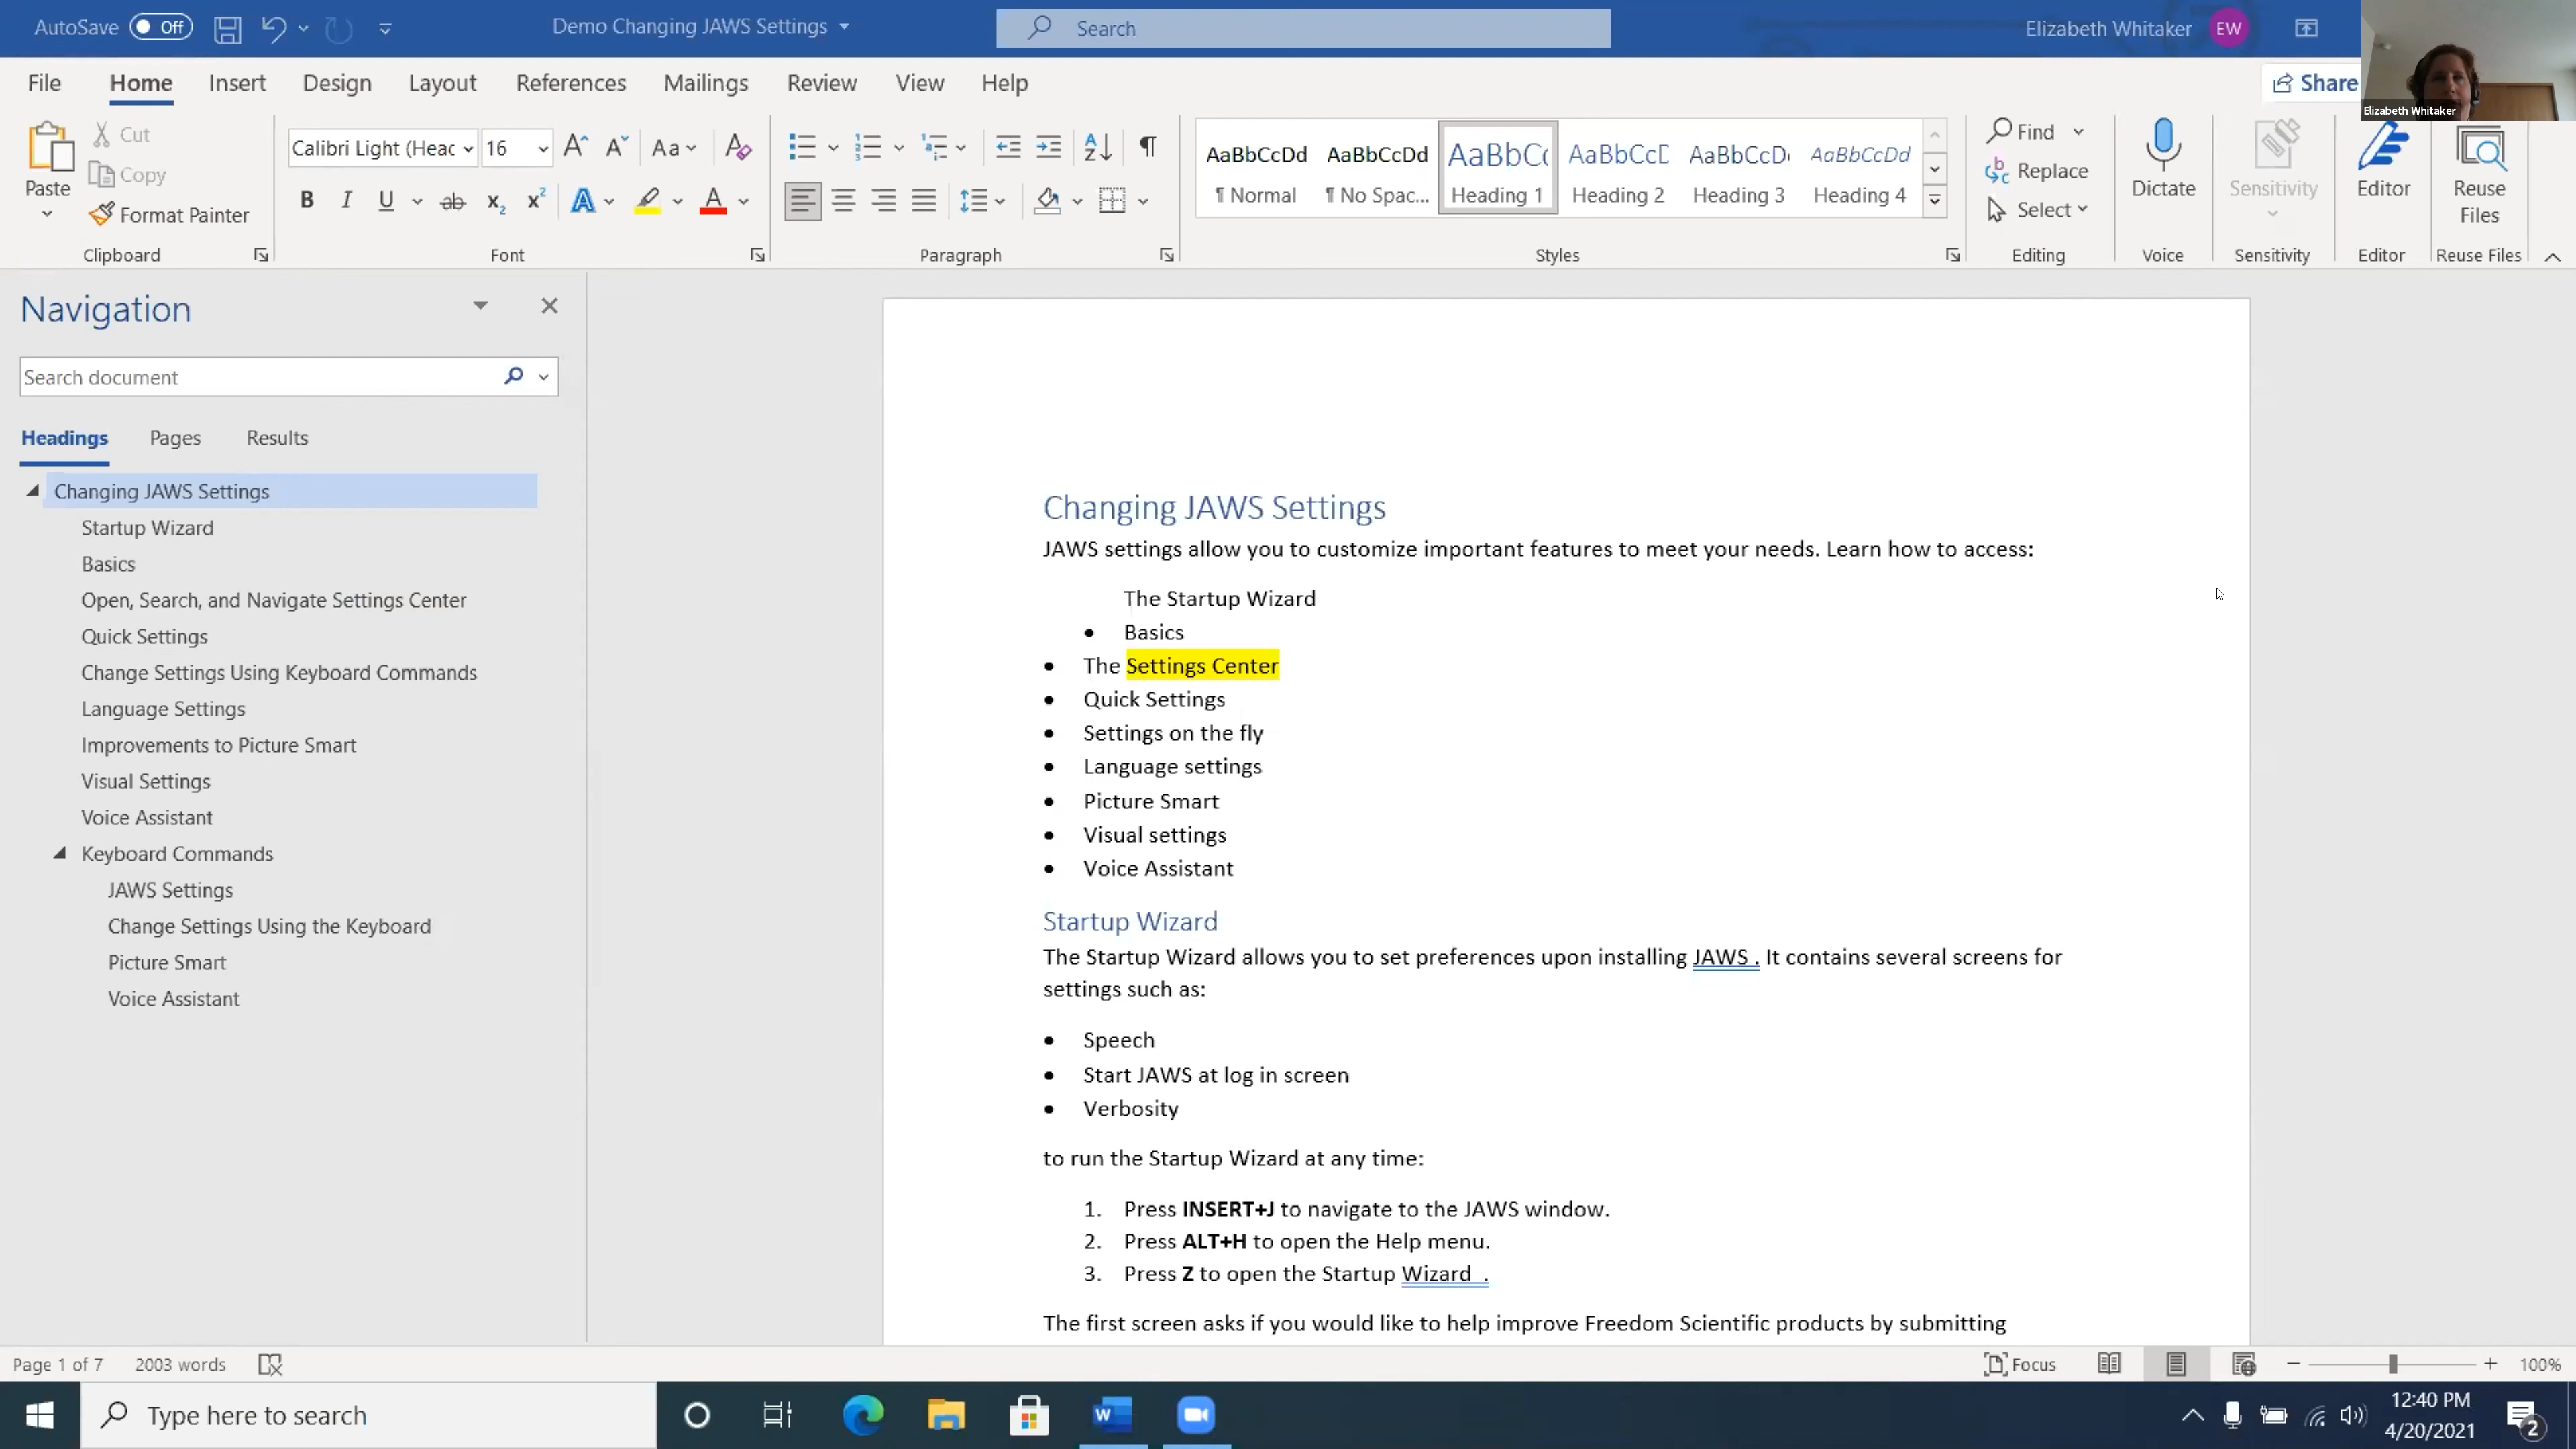 AutoSave Off
Demo Changing JAWS Settings
Search
Elizabeth Whitaker EW
File Home Insert Design Layout References Mailings Review View Help
Share
Elizabeth Whitaker
Paste
Cut
Copy
Format Painter
Clipboard
Calibri Light (Heac 16
Font
Paragraph
AaBbCcDd AaBbCcDd AaBbC( AaBbCcD AaBbCcD AaBbCcDd
¶ Normal ¶ No Spac... Heading 1 Heading 2 Heading 3 Heading 4
Styles
Find
Replace
Select
Editing
Dictate
Voice
Sensitivity
Sensitivity
Editor
Editor
Reuse
Files
Reuse Files
Navigation
Search document
Headings Pages Results
Changing JAWS Settings
Startup Wizard
Basics
Open, Search, and Navigate Settings Center
Quick Settings
Change Settings Using Keyboard Commands
Language Settings
Improvements to Picture Smart
Visual Settings
Voice Assistant
Keyboard Commands
JAWS Settings
Change Settings Using the Keyboard
Picture Smart
Voice Assistant
Changing JAWS Settings
JAWS settings allow you to customize important features to meet your needs. Learn how to access:
The Startup Wizard
• Basics
• The Settings Center
• Quick Settings
• Settings on the fly
• Language settings
• Picture Smart
• Visual settings
• Voice Assistant
Startup Wizard
The Startup Wizard allows you to set preferences upon installing JAWS . It contains several screens for
settings such as:
• Speech
• Start JAWS at log in screen
• Verbosity
to run the Startup Wizard at any time:
1. Press INSERT+J to navigate to the JAWS window.
2. Press ALT+H to open the Help menu.
3. Press Z to open the Startup Wizard .
The first screen asks if you would like to help improve Freedom Scientific products by submitting
Page 1 of 7 2003 words
Focus
100%
Type here to search
12:40 PM
4/20/2021
2